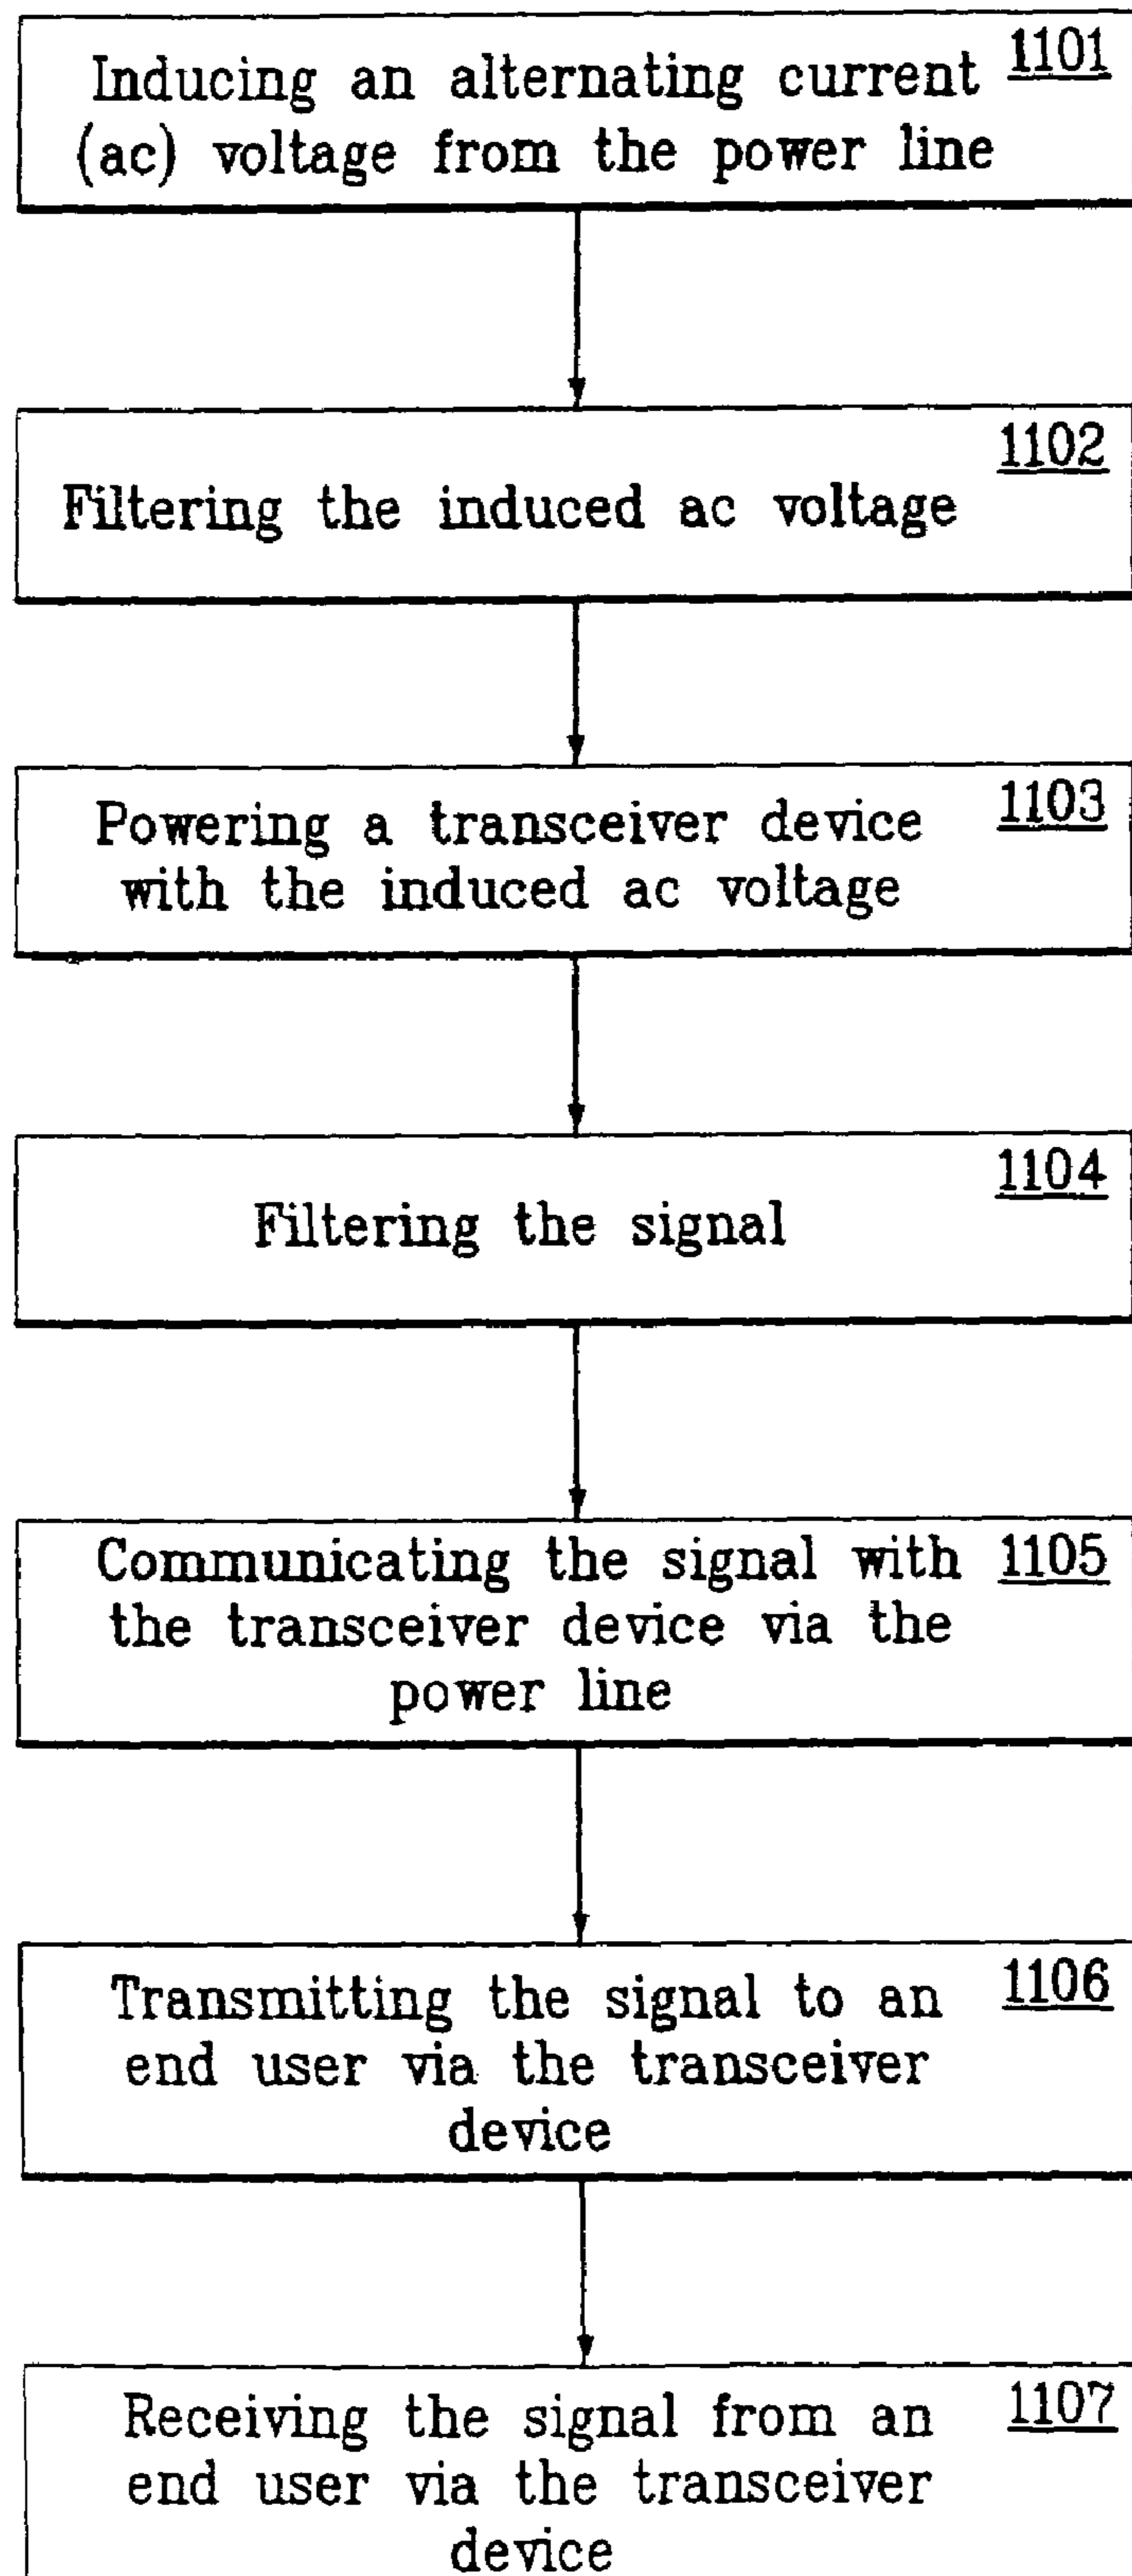 Inducing an alternating current 1101
(ac) voltage from the power line
1102
Filtering the induced ac voltage
Powering a transceiver device 1103
with the induced ac voltage
1104
Filtering the signal
Communicating the signal with 1105
the transceiver device via the
power line
Transmitting the signal to an 1106
end user via the transceiver
device
Receiving the signal from an 1107
end user via the transceiver
device